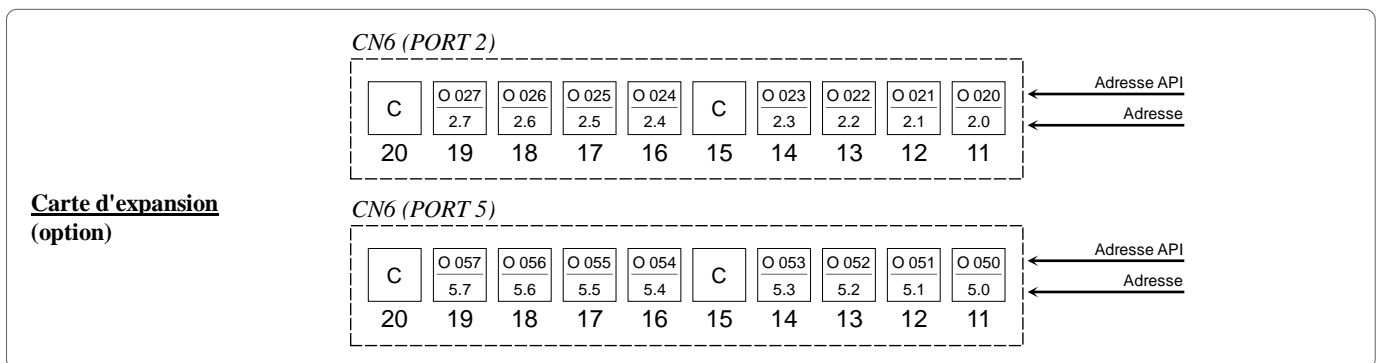 CN6 (PORT 2)
C O 027 O 026 O 025 O 024 C O 023 O 022 O 021 O 020 Adresse API
2.7 2.6 2.5 2.4 2.3 2.2 2.1 2.0 Adresse
20 19 18 17 16 15 14 13 12 11
Carte d'expansion
(option)
CN6 (PORT 5)
C O 057 O 056 O 055 O 054 C O 053 O 052 O 051 O 050 Adresse API
5.7 5.6 5.5 5.4 5.3 5.2 5.1 5.0 Adresse
20 19 18 17 16 15 14 13 12 11